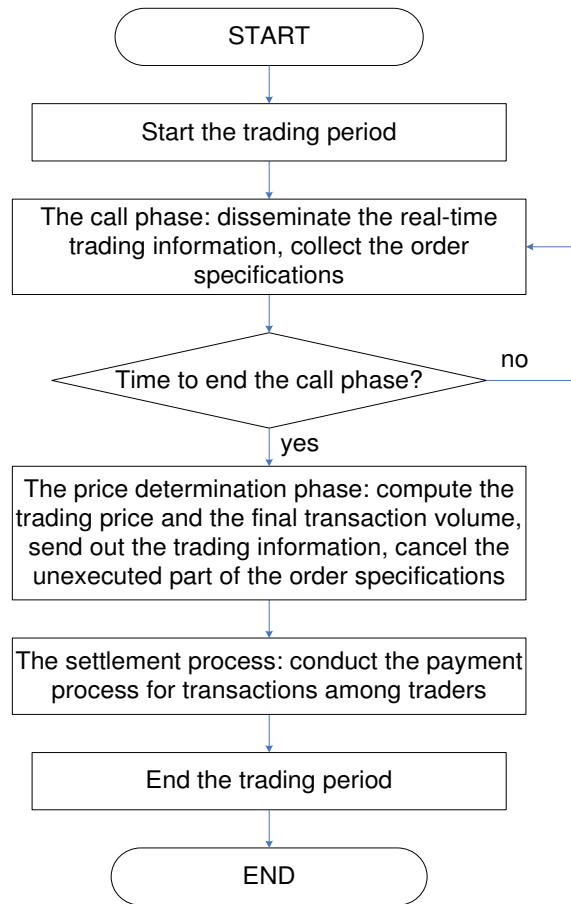 START
Start the trading period
The call phase: disseminate the real-time
trading information, collect the order
specifications
Time to end the call phase?
no
yes
The price determination phase: compute the
trading price and the final transaction volume,
send out the trading information, cancel the
unexecuted part of the order specifications
The settlement process: conduct the payment
process for transactions among traders
End the trading period
END